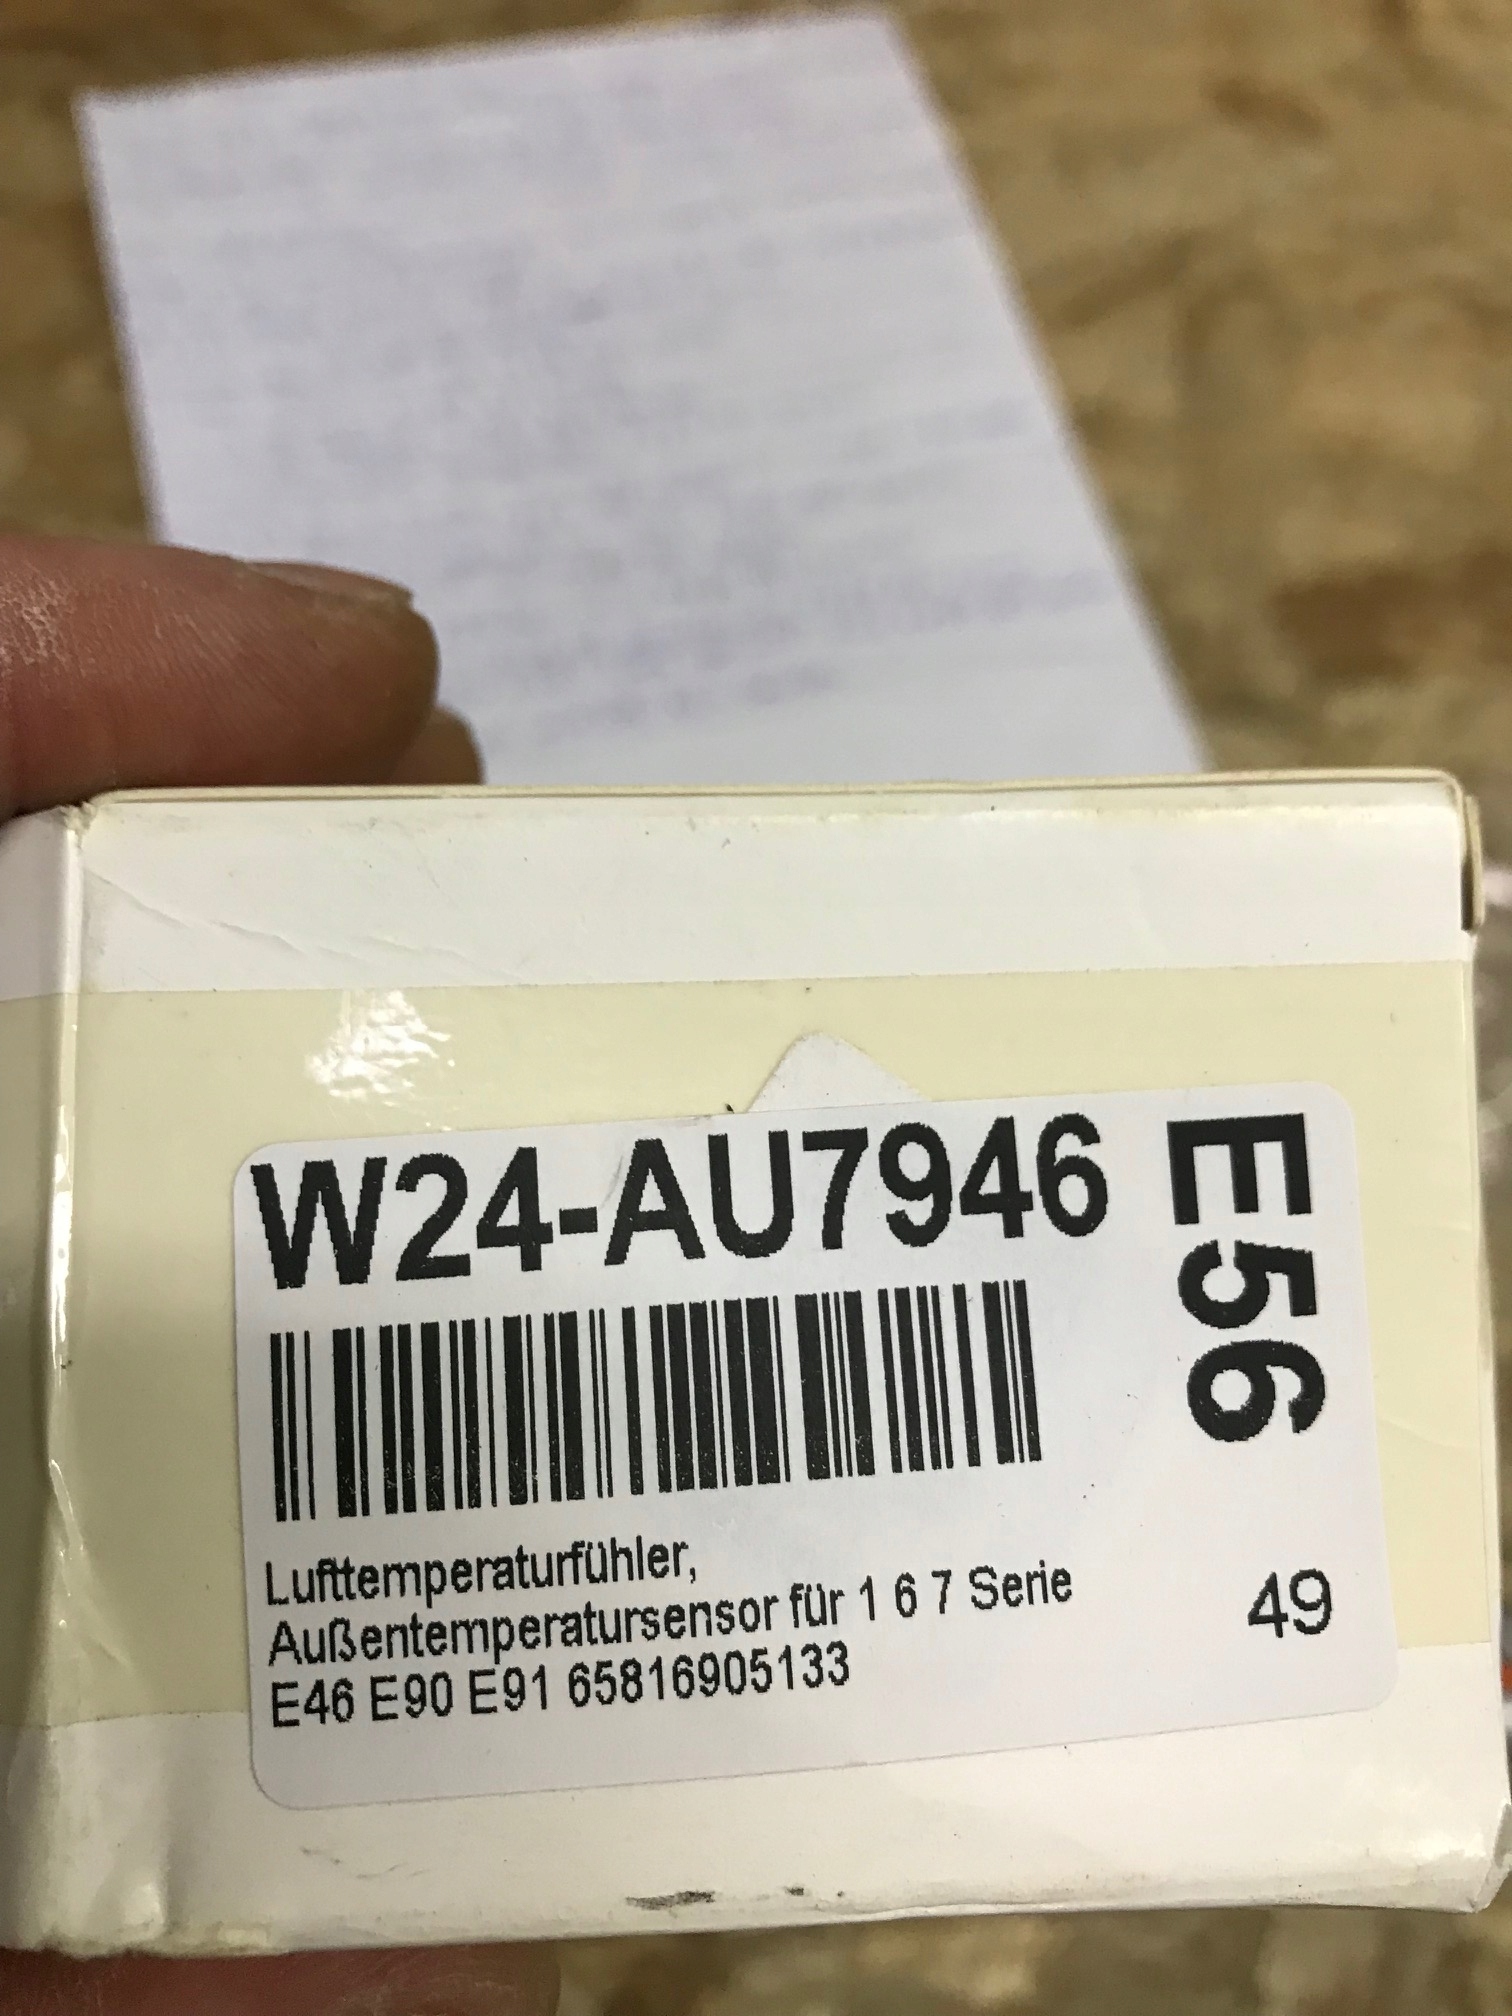 W24-AU7946
E56
Lufttemperaturfühler,
Außentemperatursensor für 1 6 7 Serie
E46 E90 E91 65816905133
49